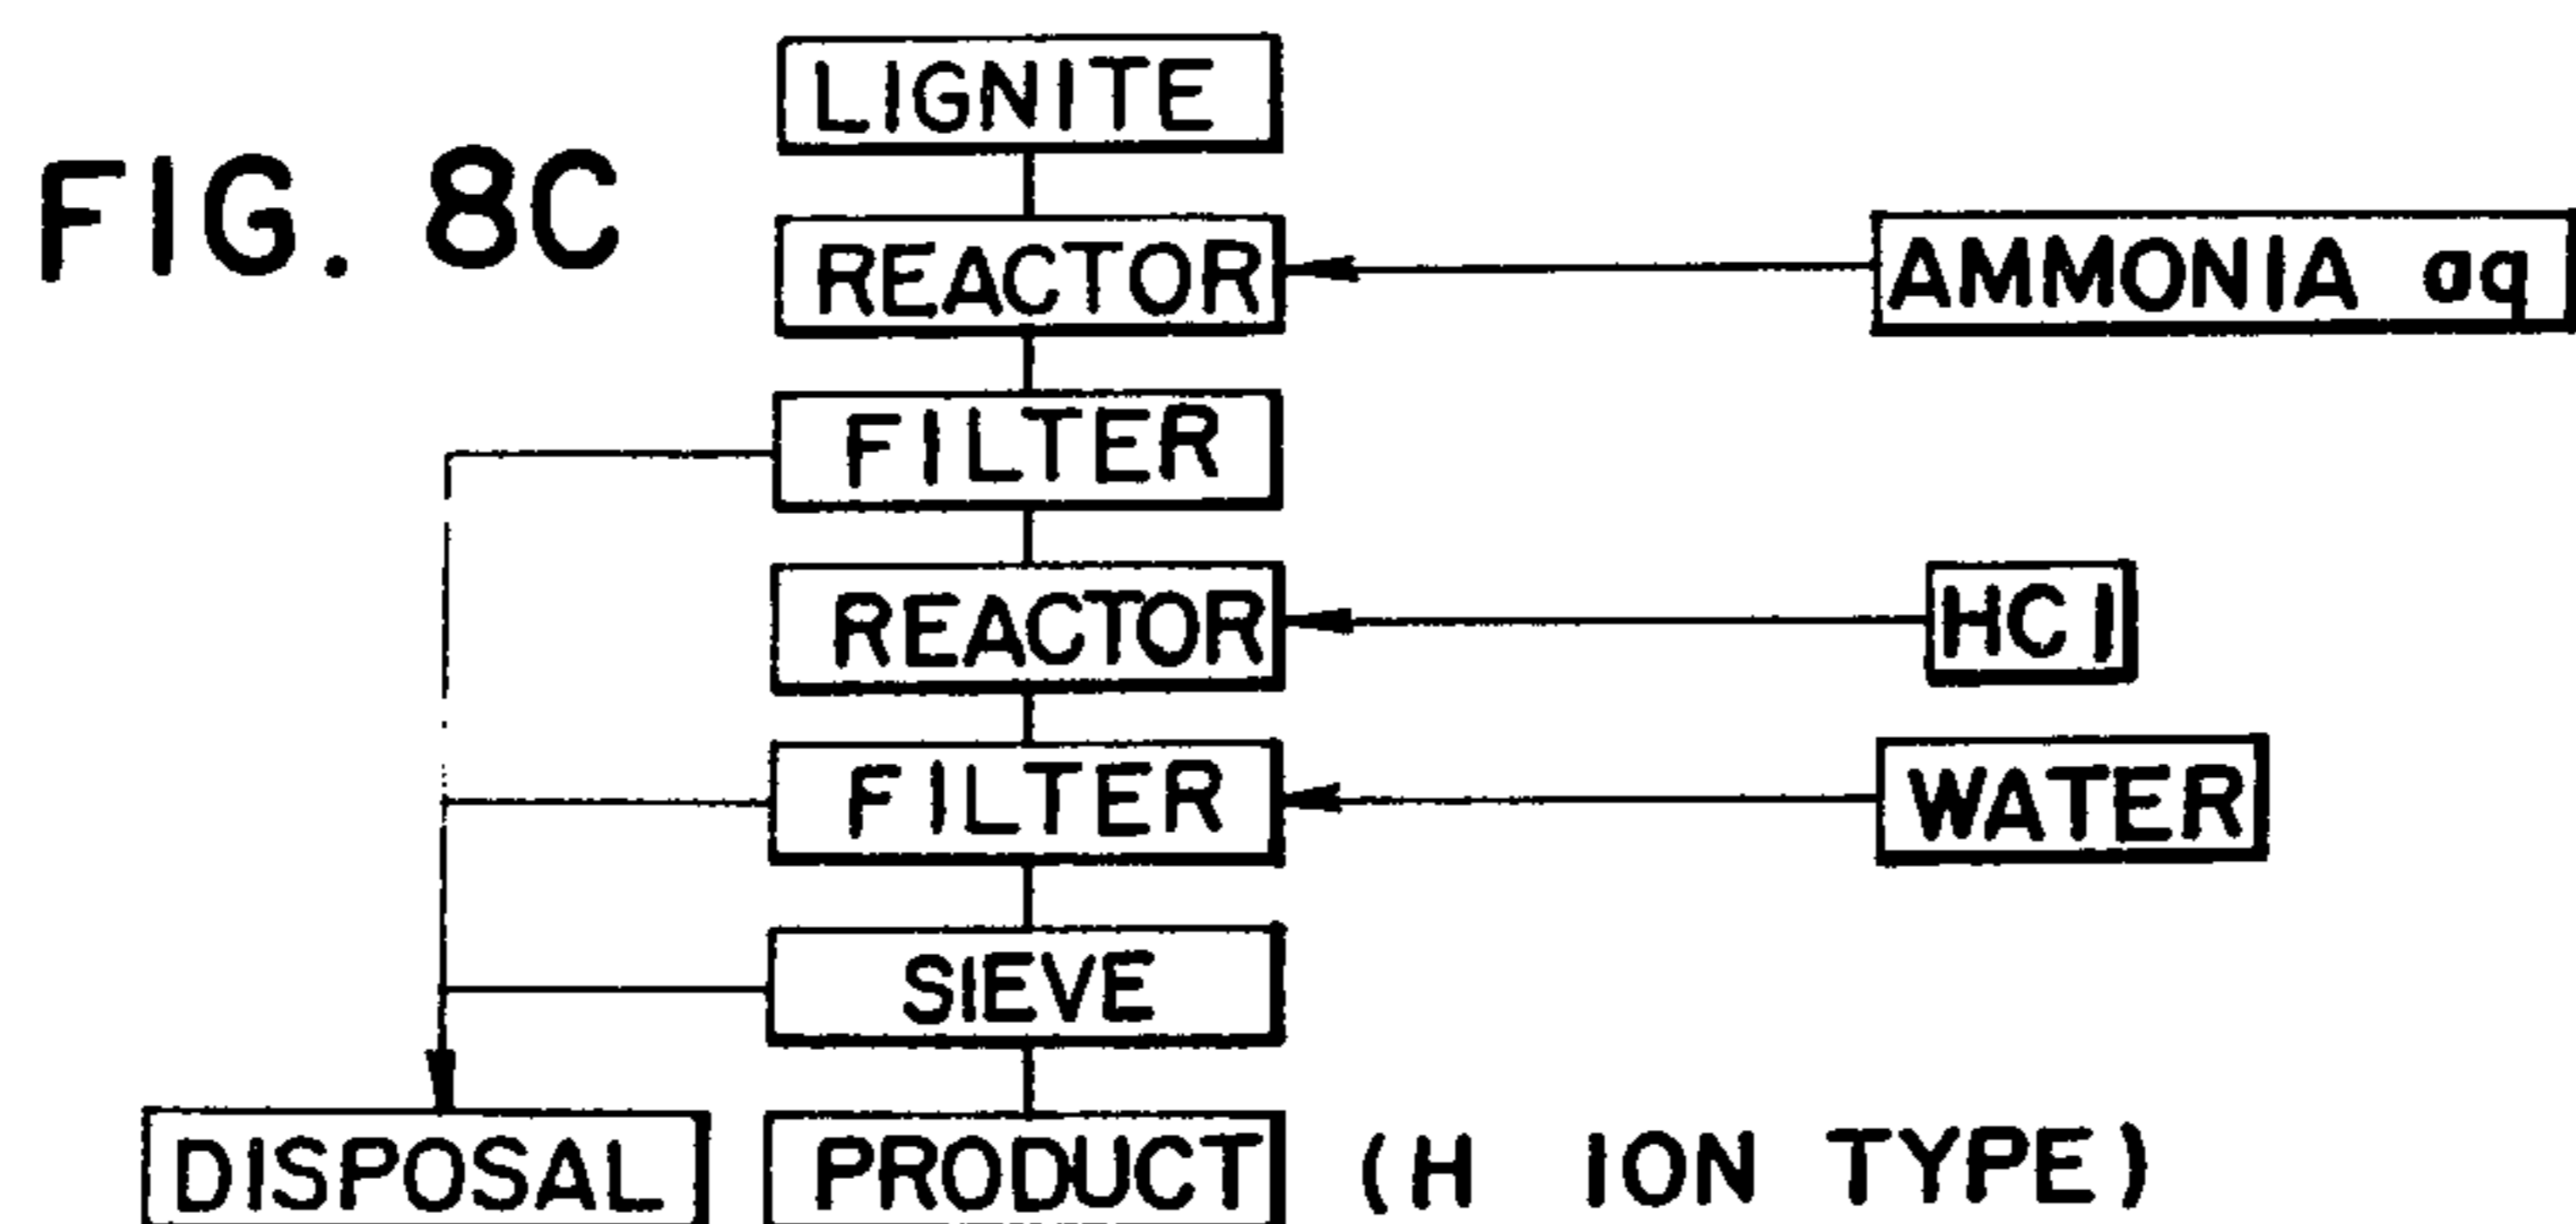 LIGNITE
FIG. 8C
REACTOR
AMMONIA aq
FILTER
REACTOR
HCl
FILTER
WATER
SIEVE
DISPOSAL
PRODUCT
(H ION TYPE)